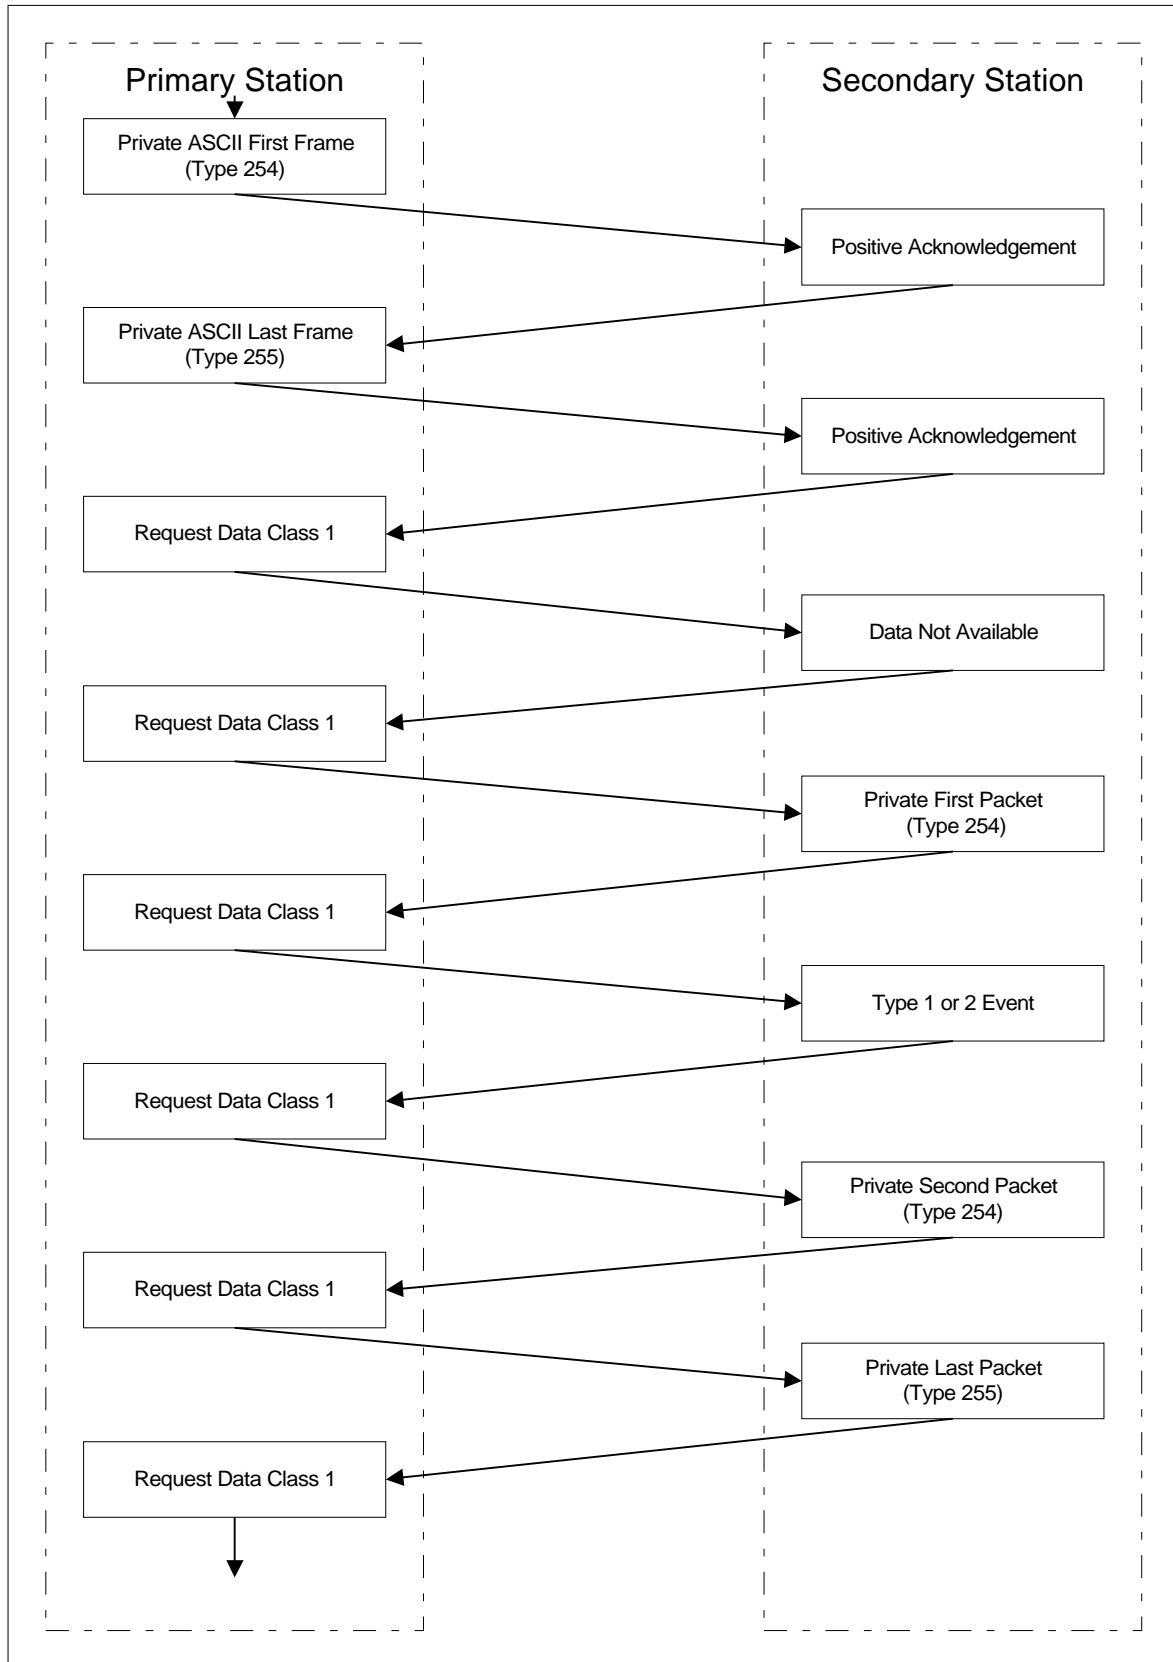 Primary Station
Secondary Station
Private ASCII First Frame
(Type 254)
Positive Acknowledgement
Private ASCII Last Frame
(Type 255)
Positive Acknowledgement
Request Data Class 1
Data Not Available
Request Data Class 1
Private First Packet
(Type 254)
Request Data Class 1
Type 1 or 2 Event
Request Data Class 1
Private Second Packet
(Type 254)
Request Data Class 1
Private Last Packet
(Type 255)
Request Data Class 1